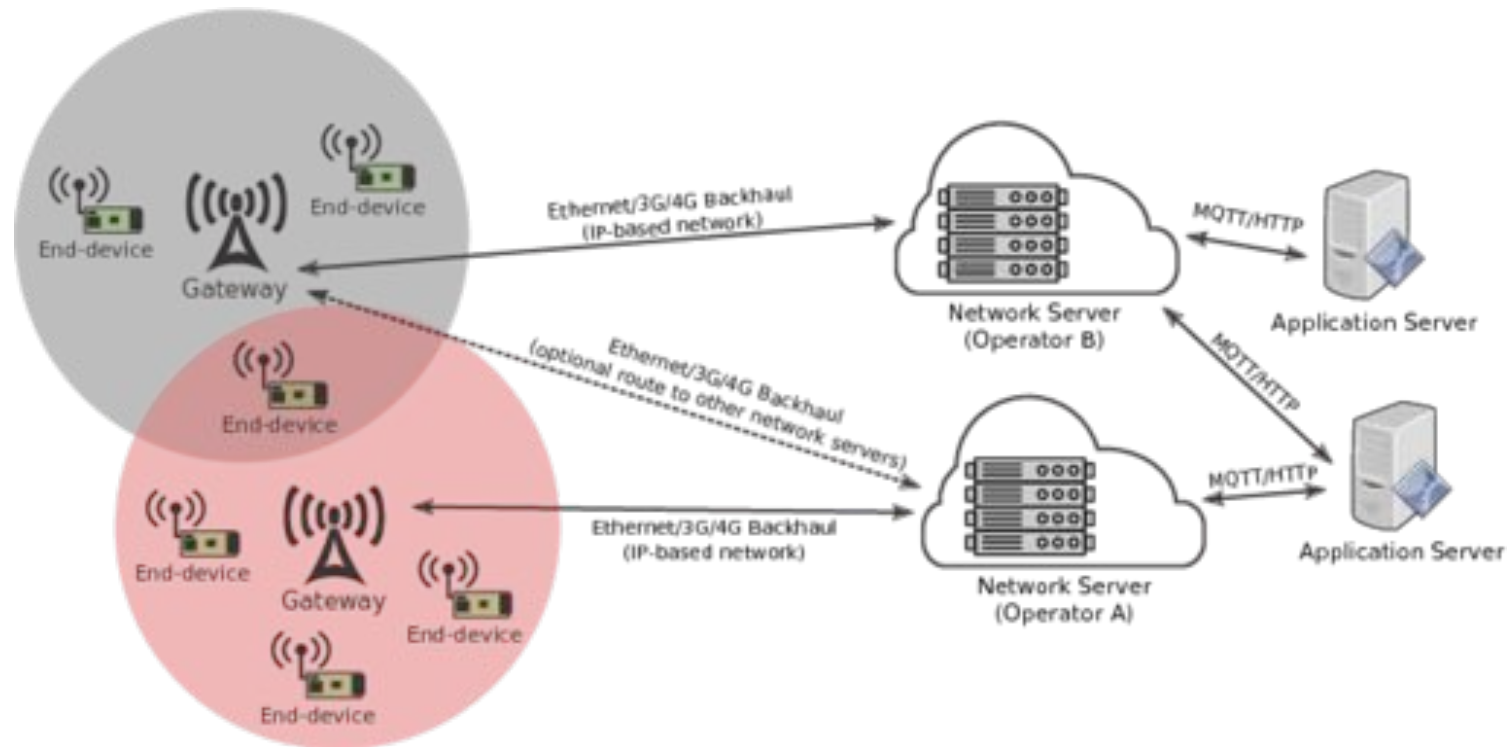 End-device
End-device
Gateway
End-device
End-device
Gateway
End-device
End-device
Ethernet/3G/4G Backhaul
(IP-based network)
Ethernet/3G/4G Backhaul
(optional route to other network servers)
Ethernet/3G/4G Backhaul
(IP-based network)
Network Server
(Operator B)
Network Server
(Operator A)
MQTT/HTTP
MQTT/HTTP
MQTT/HTTP
Application Server
Application Server